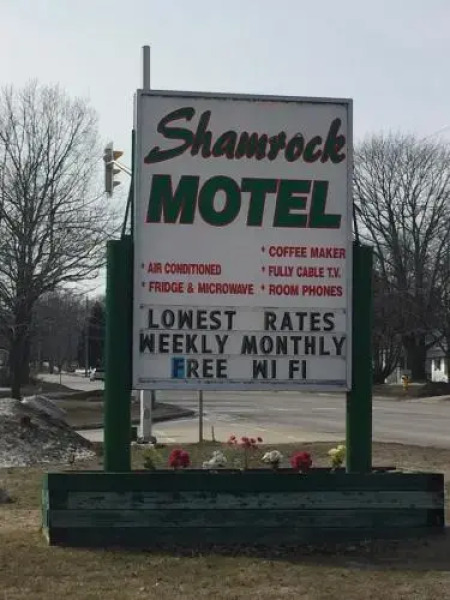 Shamrock
MOTEL
* COFFEE MAKER
* AIR CONDITIONED * FULLY CABLE T.V.
* FRIDGE & MICROWAVE * ROOM PHONES
LOWEST RATES
WEEKLY MONTHLY
FREE WI FI